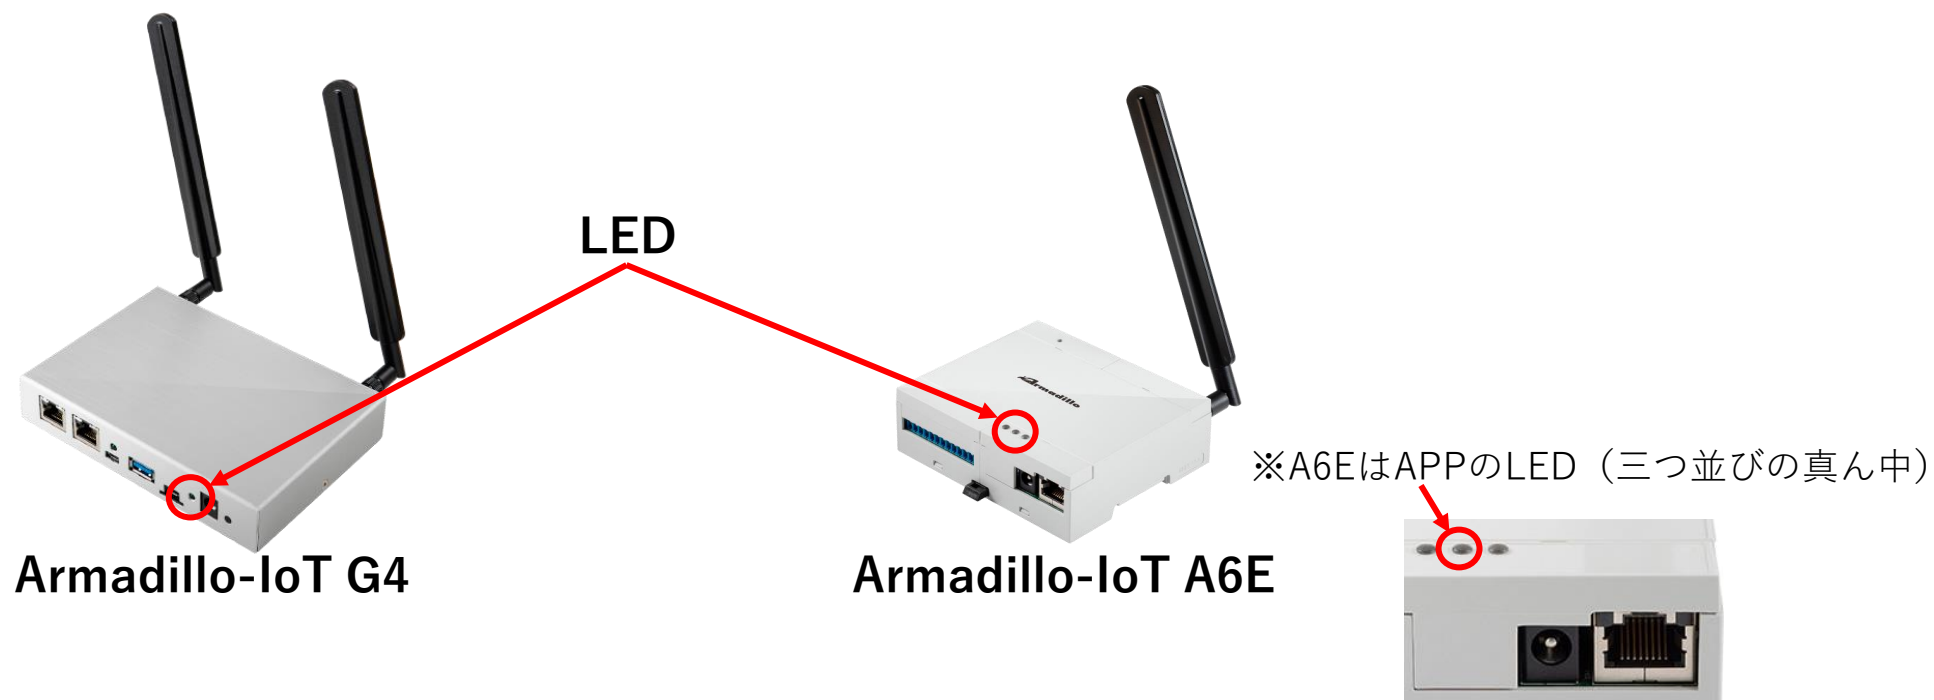 LED
Armadillo
※A6EはAPPのLED（三つ並びの真ん中）
Armadillo-IoT G4
Armadillo-IoT A6E